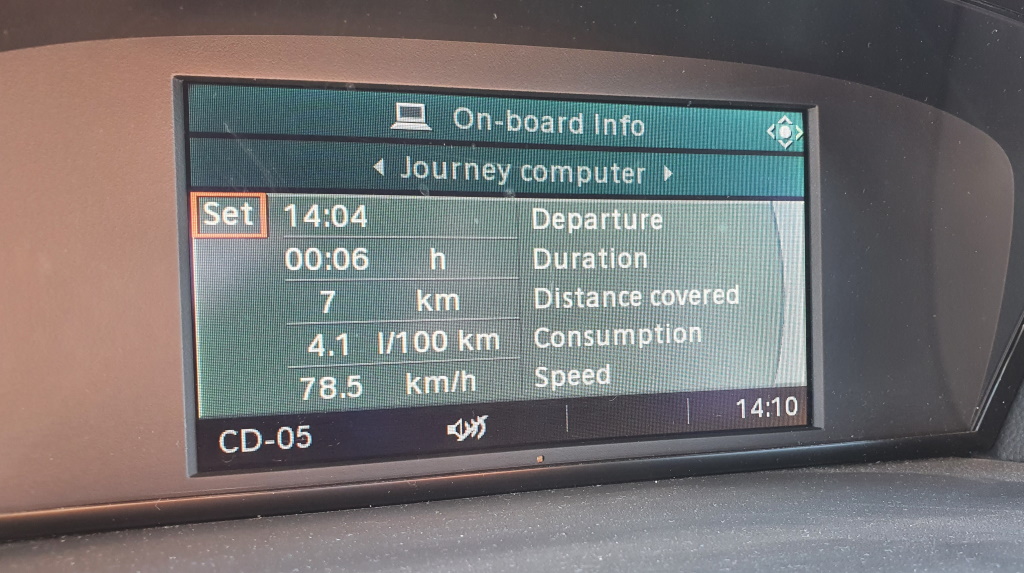 On-board Info
Journey computer
Set 14:04 Departure
00:06 h Duration
7 km Distance covered
4.1 l/100 km Consumption
78.5 km/h Speed
CD-05 14:10